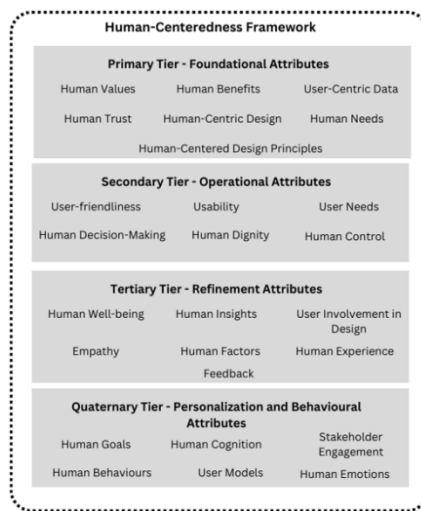 Human-Centeredness Framework
Primary Tier - Foundational Attributes
Human Values Human Benefits User-Centric Data
Human Trust Human-Centric Design Human Needs
Human-Centered Design Principles
Secondary Tier - Operational Attributes
User-friendliness Usability User Needs
Human Decision-Making Human Dignity Human Control
Tertiary Tier - Refinement Attributes
Human Well-being Human Insights User Involvement in
Design
Empathy Human Factors Human Experience
Feedback
Quaternary Tier - Personalization and Behavioural
Attributes
Human Goals Human Cognition Stakeholder
Engagement
Human Behaviours User Models Human Emotions